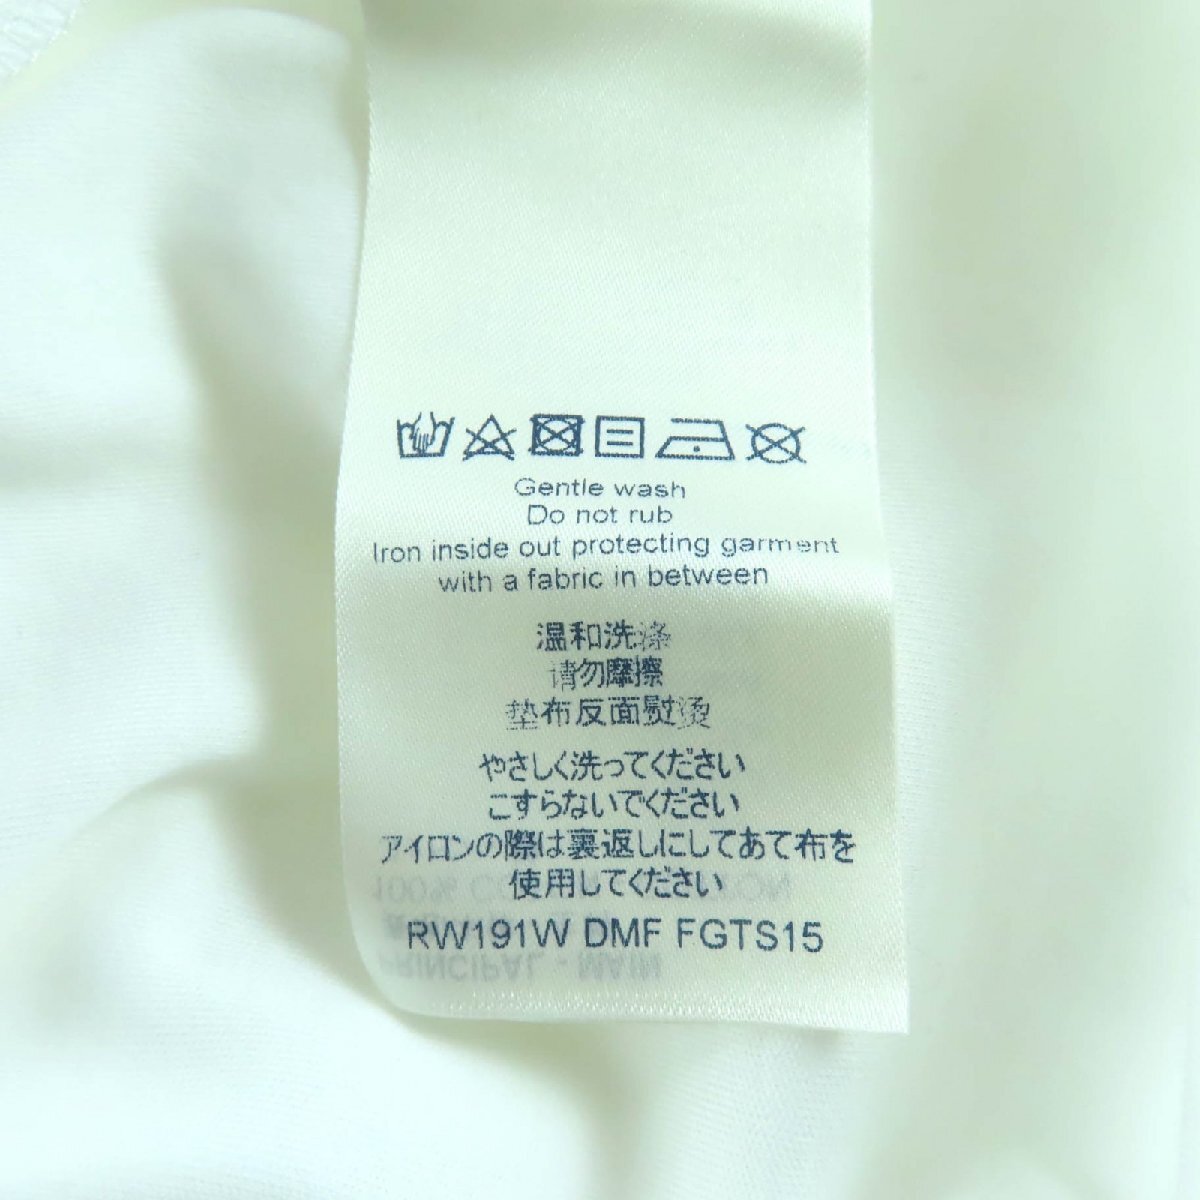 Gentle wash
Do not rub
Iron inside out protecting garment
with a fabric in between
温和洗涤
请勿摩擦
垫布反面熨烫
やさしく洗ってください
こすらないでください
アイロンの際は裏返しにしてあて布を
使用してください
RW191W DMF FGTS15